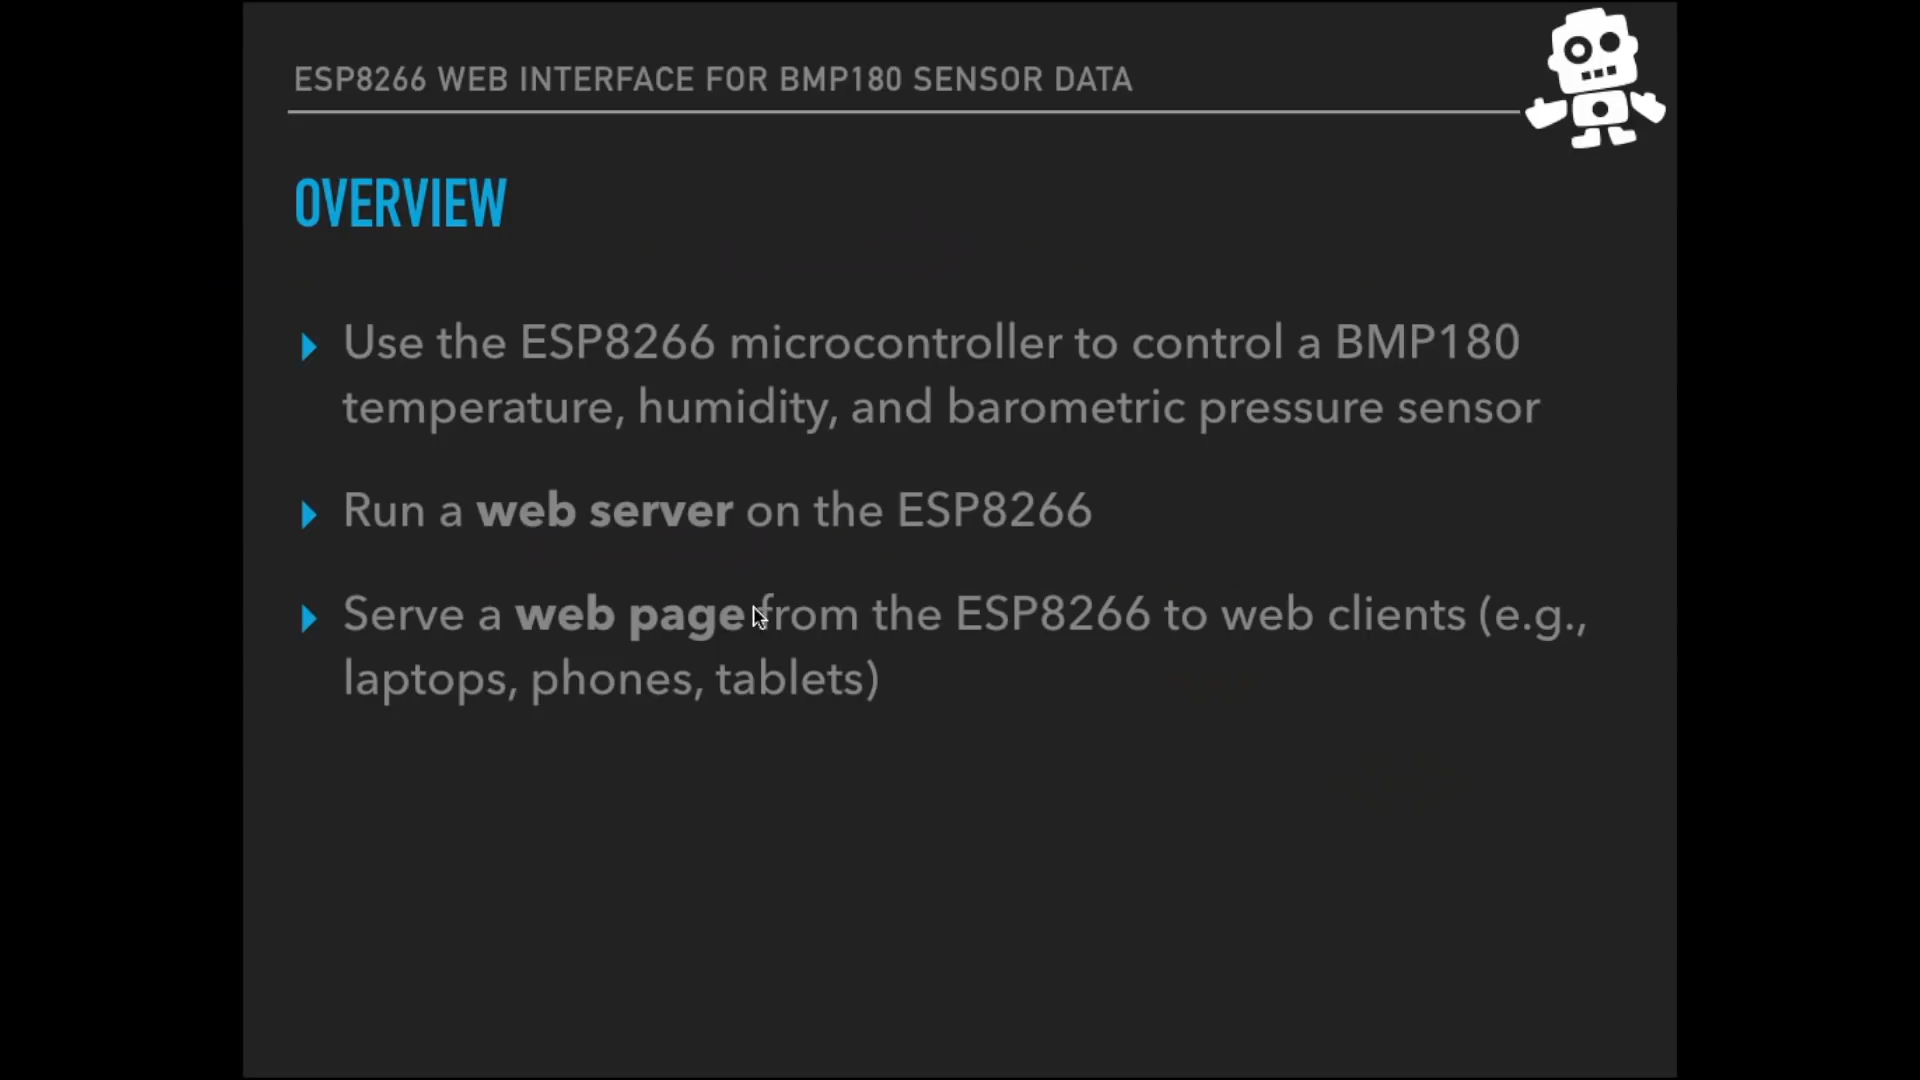 ESP8266 WEB INTERFACE FOR BMP180 SENSOR DATA
OVERVIEW
Use the ESP8266 microcontroller to control a BMP180
temperature, humidity, and barometric pressure sensor
Run a web server on the ESP8266
Serve a web page from the ESP8266 to web clients (e.g.,
laptops, phones, tablets)